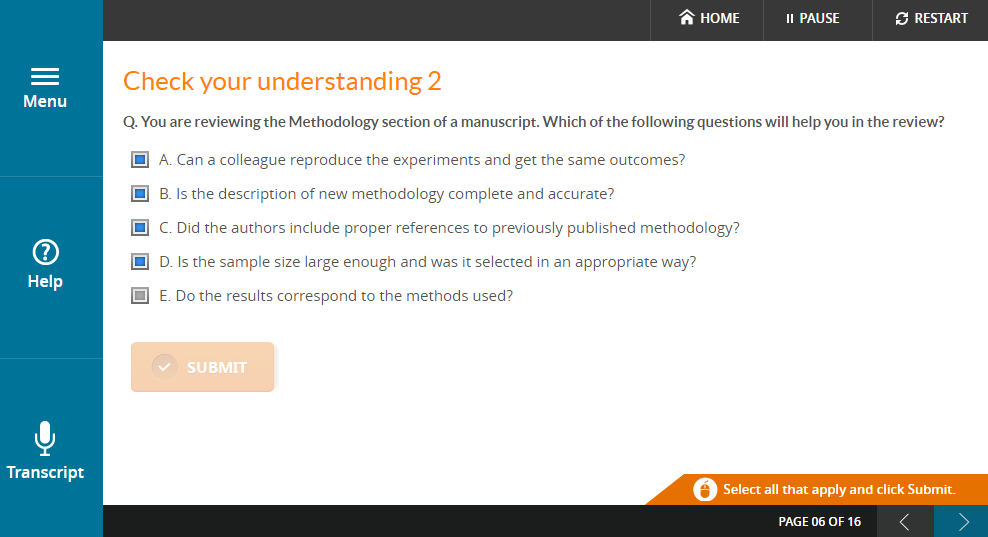 HOME
PAUSE
RESTART
Menu
Help
Transcript
Check your understanding 2
Q. You are reviewing the Methodology section of a manuscript. Which of the following questions will help you in the review?
A. Can a colleague reproduce the experiments and get the same outcomes?
B. Is the description of new methodology complete and accurate?
C. Did the authors include proper references to previously published methodology?
D. Is the sample size large enough and was it selected in an appropriate way?
E. Do the results correspond to the methods used?
SUBMIT
Select all that apply and click Submit.
PAGE 06 OF 16